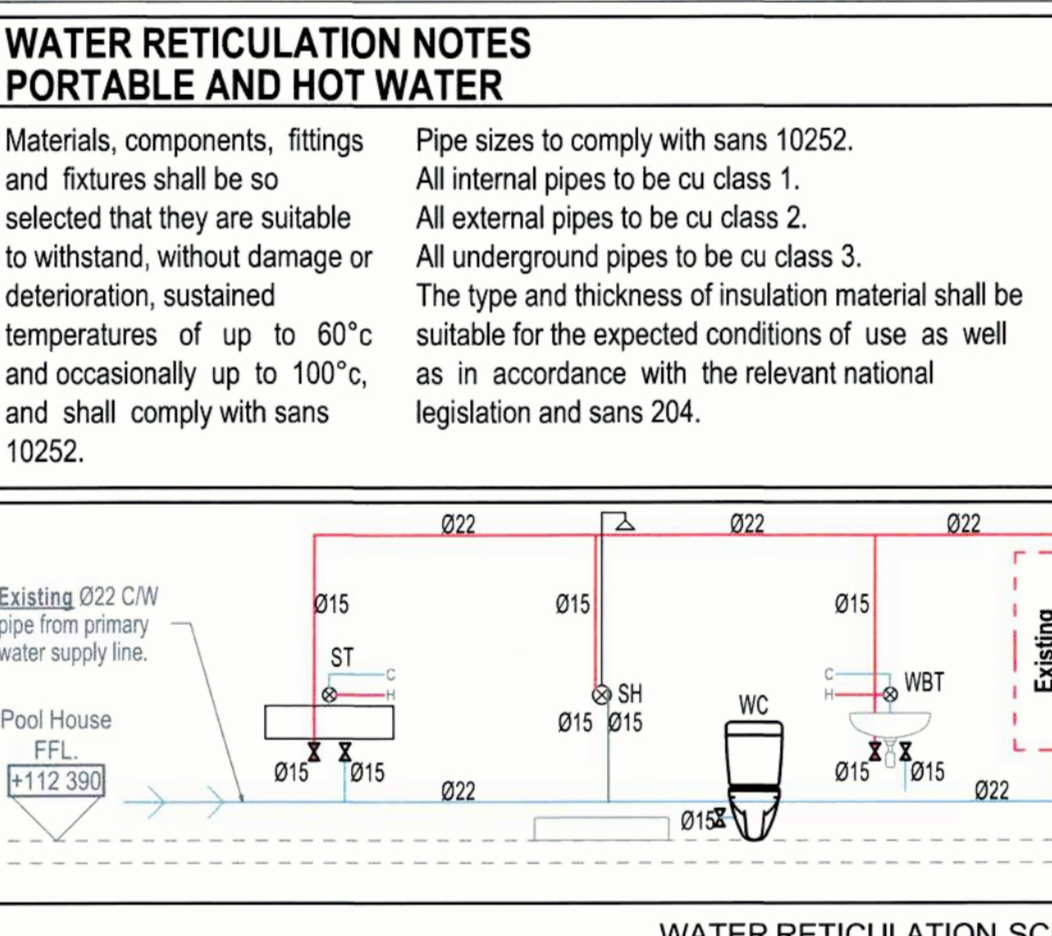 WATER RETICULATION NOTES
PORTABLE AND HOT WATER
Materials, components, fittings
and fixtures shall be so
selected that they are suitable
to withstand, without damage or
deterioration, sustained
temperatures of up to 60°c
and occasionally up to 100°c,
and shall comply with sans
10252.
Pipe sizes to comply with sans 10252.
All internal pipes to be cu class 1.
All external pipes to be cu class 2.
All underground pipes to be cu class 3.
The type and thickness of insulation material shall be
suitable for the expected conditions of use as well
as in accordance with the relevant national
legislation and sans 204.
Ø22 Ø22 Ø22
Existing Ø22 C/W
pipe from primary
water supply line.
Ø15 Ø15 Ø15
Existing
ST
C
H
SH
C
H
WBT
Pool House
FFL.
+112 390
Ø15 Ø15
WC
Ø15 Ø15
Ø15 Ø15
Ø22 Ø22
Ø15
WATER RETICULATION